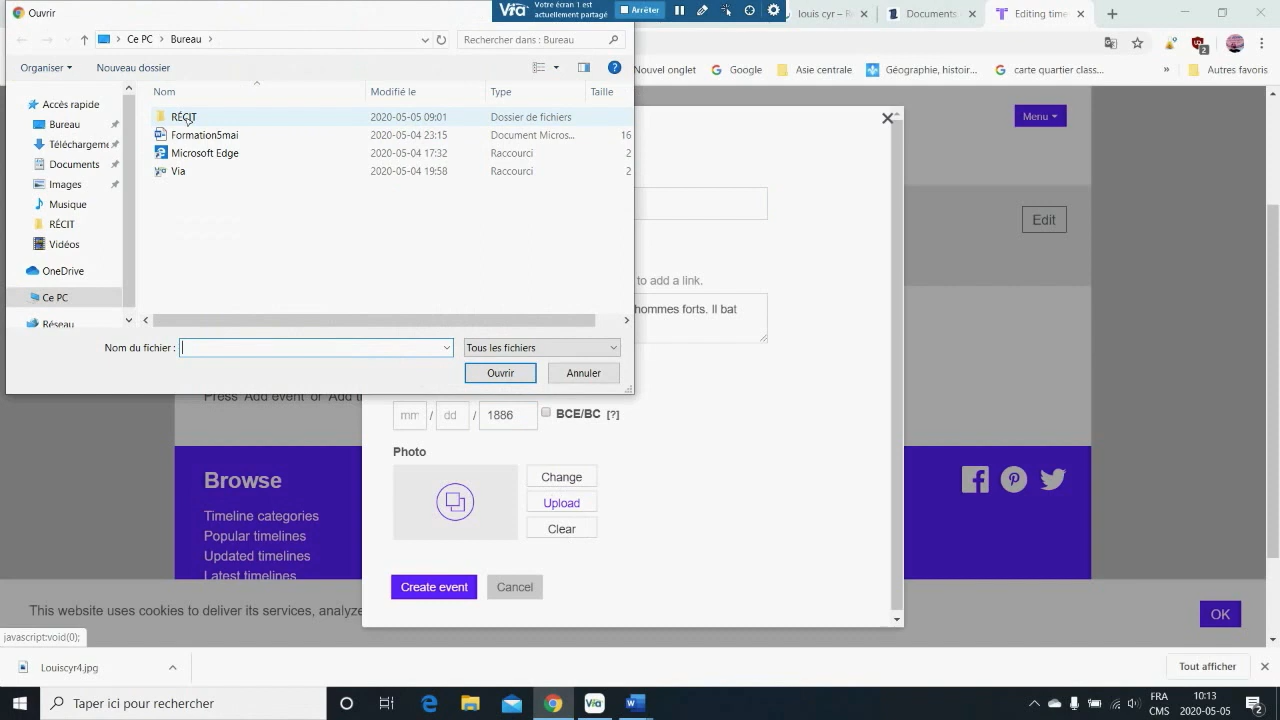 Ouvrir
Via Votre écran 1 est actuellement partagé Arrêter
louis cyr – R
Documents
Editing time
Ce PC > Bureau >
Rechercher dans : Bureau
Organiser
Nouveau dossier
Nouvel onglet
Google
Asie centrale
Géographie, histoir...
carte quartier class...
»
Autres favoris
Nom
Modifié le
Type
Taille
Accès rapide
Bureau
Téléchargeme
Documents
Images
Musique
RÉCIT
Vidéos
OneDrive
Ce PC
Réseau
RÉCIT 2020-05-05 09:01 Dossier de fichiers
Formation5mai 2020-05-04 23:15 Document Micros... 16
Microsoft Edge 2020-05-04 17:32 Raccourci 2
Via 2020-05-04 19:58 Raccourci 2
Nom du fichier :
Tous les fichiers
Ouvrir
Annuler
Menu
Edit
to add a link.
hommes forts. Il bat
mm / dd / 1886 BCE/BC [?]
Photo
Change
Upload
Clear
Create event
Cancel
Browse
Timeline categories
Popular timelines
Updated timelines
Latest timelines
This website uses cookies to deliver its services, analyze
OK
javascript:void(0);
Louiscyr4.jpg
Tout afficher
Taper ici pour rechercher
FRA
CMS
10:13
2020-05-05
2